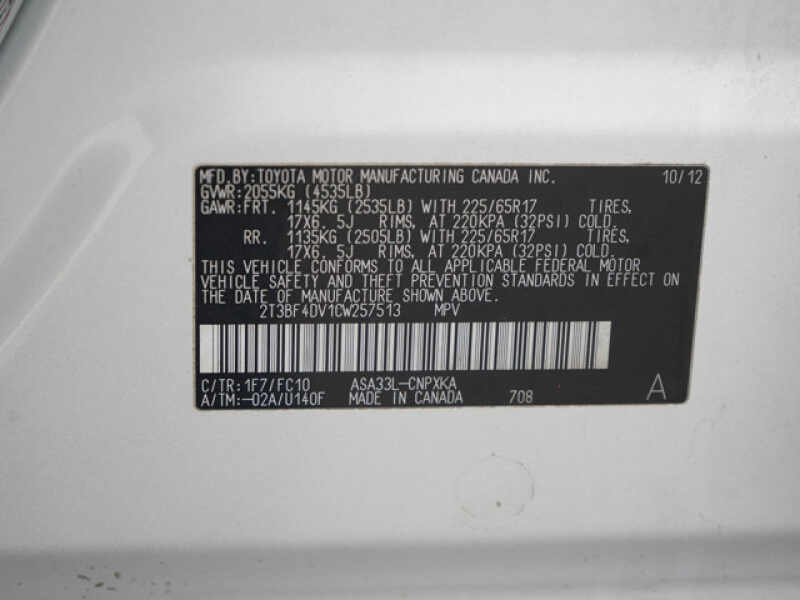 MFD.BY:TOYOTA MOTOR MANUFACTURING CANADA INC. 10/12
GVWR:2055KG (4535LB)
GAWR:FRT. 1145KG (2535LB) WITH 225/65R17 TIRES,
17X6. 5J RIMS, AT 220KPA (32PSI) COLD.
RR. 1135KG (2505LB) WITH 225/65R17 TIRES,
17X6. 5J RIMS, AT 220KPA (32PSI) COLD.
THIS VEHICLE CONFORMS TO ALL APPLICABLE FEDERAL MOTOR
VEHICLE SAFETY AND THEFT PREVENTION STANDARDS IN EFFECT ON
THE DATE OF MANUFACTURE SHOWN ABOVE.
2T3BF4DV1CW257513 MPV
C/TR:1F7/FC10 ASA33L-CNPXKA A
A/TM:-02A/U140F MADE IN CANADA 708